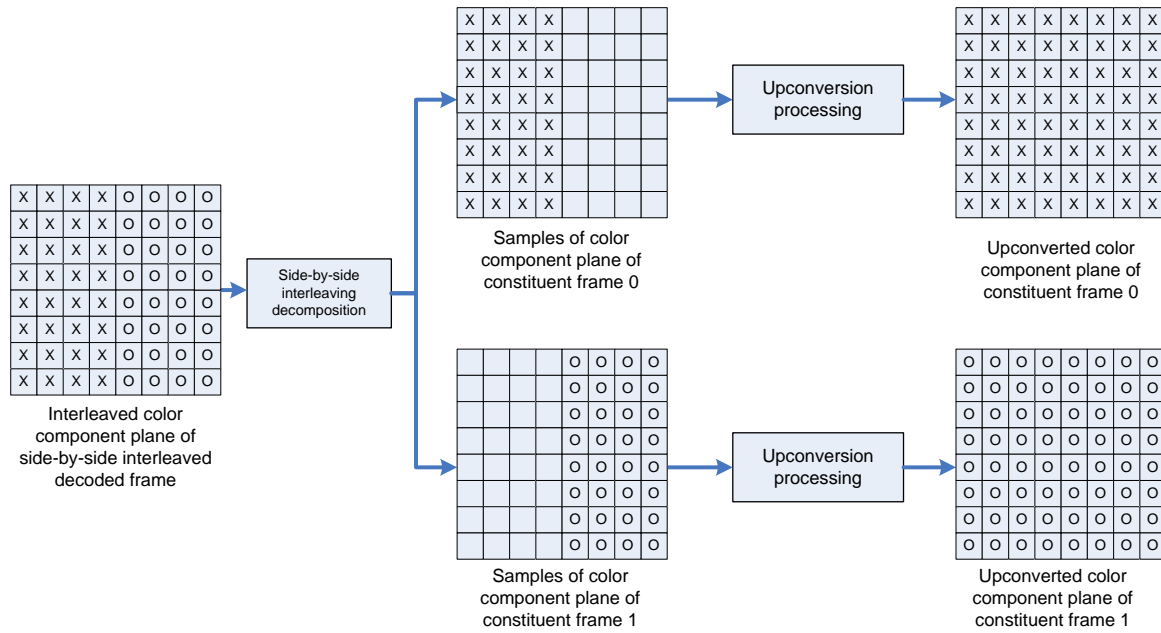 X X X X
X X X X
X X X X
X X X X
X X X X
X X X X
X X X X
X X X X
Samples of color
component plane of
constituent frame 0
Upconversion
processing
X X X X X X X X
X X X X X X X X
X X X X X X X X
X X X X X X X X
X X X X X X X X
X X X X X X X X
X X X X X X X X
X X X X X X X X
Upconverted color
component plane of
constituent frame 0
X X X X O O O O
X X X X O O O O
X X X X O O O O
X X X X O O O O
X X X X O O O O
X X X X O O O O
X X X X O O O O
X X X X O O O O
Interleaved color
component plane of
side-by-side interleaved
decoded frame
Side-by-side
interleaving
decomposition
O O O O
O O O O
O O O O
O O O O
O O O O
O O O O
O O O O
O O O O
Samples of color
component plane of
constituent frame 1
Upconversion
processing
O O O O O O O O
O O O O O O O O
O O O O O O O O
O O O O O O O O
O O O O O O O O
O O O O O O O O
O O O O O O O O
O O O O O O O O
Upconverted color
component plane of
constituent frame 1